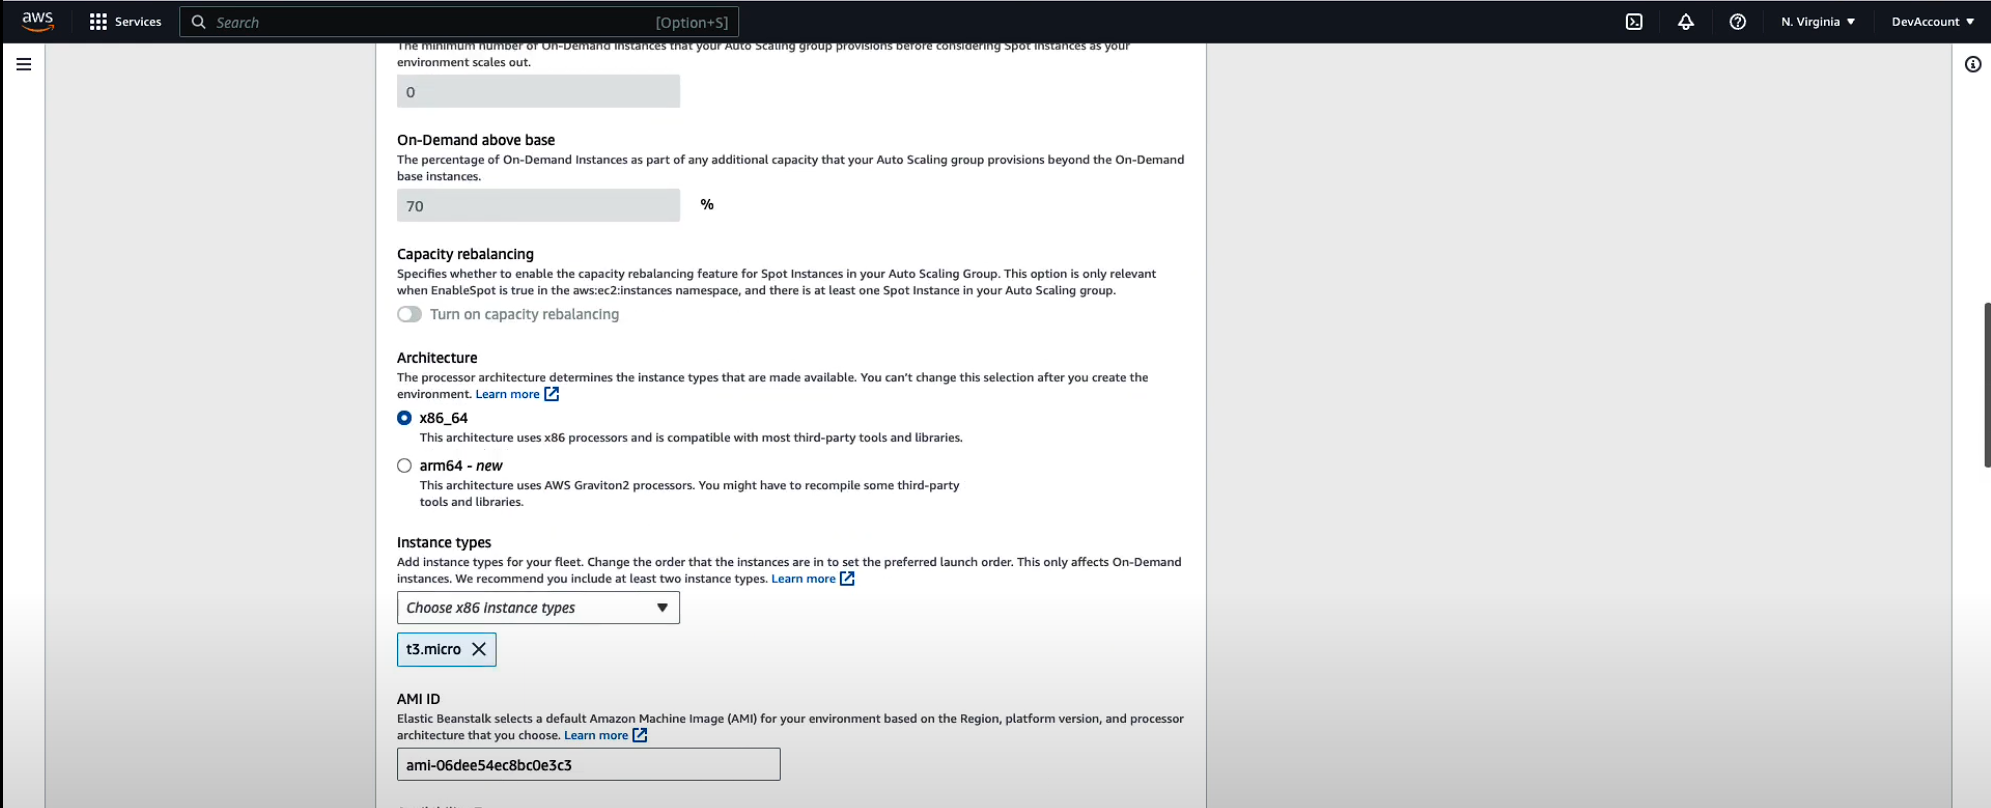 aws
Services
Search
[Option+S]
N. Virginia
DevAccount
The minimum number of On-Demand Instances that your Auto Scaling group provisions before considering Spot Instances as your
environment scales out.
0
On-Demand above base
The percentage of On-Demand Instances as part of any additional capacity that your Auto Scaling group provisions beyond the On-Demand
base instances.
70
%
Capacity rebalancing
Specifies whether to enable the capacity rebalancing feature for Spot Instances in your Auto Scaling Group. This option is only relevant
when EnableSpot is true in the aws:ec2:instances namespace, and there is at least one Spot Instance in your Auto Scaling group.
Turn on capacity rebalancing
Architecture
The processor architecture determines the instance types that are made available. You can't change this selection after you create the
environment. Learn more
x86_64
This architecture uses x86 processors and is compatible with most third-party tools and libraries.
arm64 - new
This architecture uses AWS Graviton2 processors. You might have to recompile some third-party
tools and libraries.
Instance types
Add instance types for your fleet. Change the order that the instances are in to set the preferred launch order. This only affects On-Demand
instances. We recommend you include at least two instance types. Learn more
Choose x86 instance types
t3.micro
AMI ID
Elastic Beanstalk selects a default Amazon Machine Image (AMI) for your environment based on the Region, platform version, and processor
architecture that you choose. Learn more
ami-06dee54ec8bc0e3c3